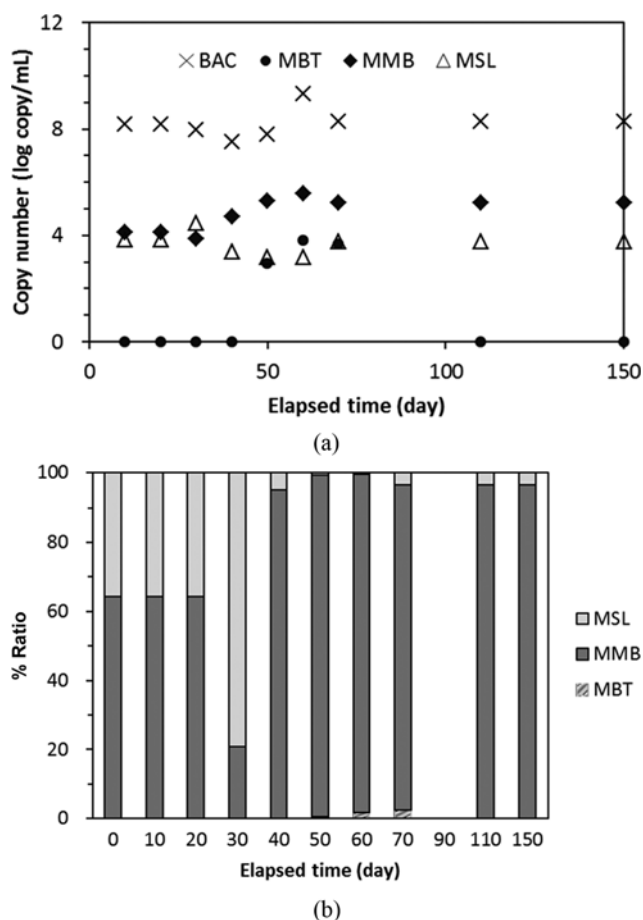 12
× BAC ● MBT ◆ MMB △ MSL
8
4
0
Copy number (log copy/mL)
0 50 100 150
Elapsed time (day)
(a)
100
80
60
40
20
0
% Ratio
MSL
MMB
MBT
0 10 20 30 40 50 60 70 90 110 150
Elapsed time (day)
(b)